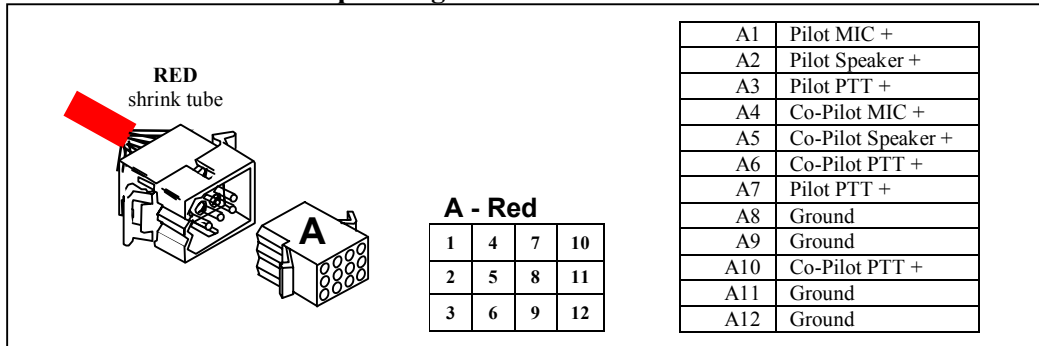 RED
shrink tube
A
A - Red
1 4 7 10
2 5 8 11
3 6 9 12
A1 Pilot MIC +
A2 Pilot Speaker +
A3 Pilot PTT +
A4 Co-Pilot MIC +
A5 Co-Pilot Speaker +
A6 Co-Pilot PTT +
A7 Pilot PTT +
A8 Ground
A9 Ground
A10 Co-Pilot PTT +
A11 Ground
A12 Ground